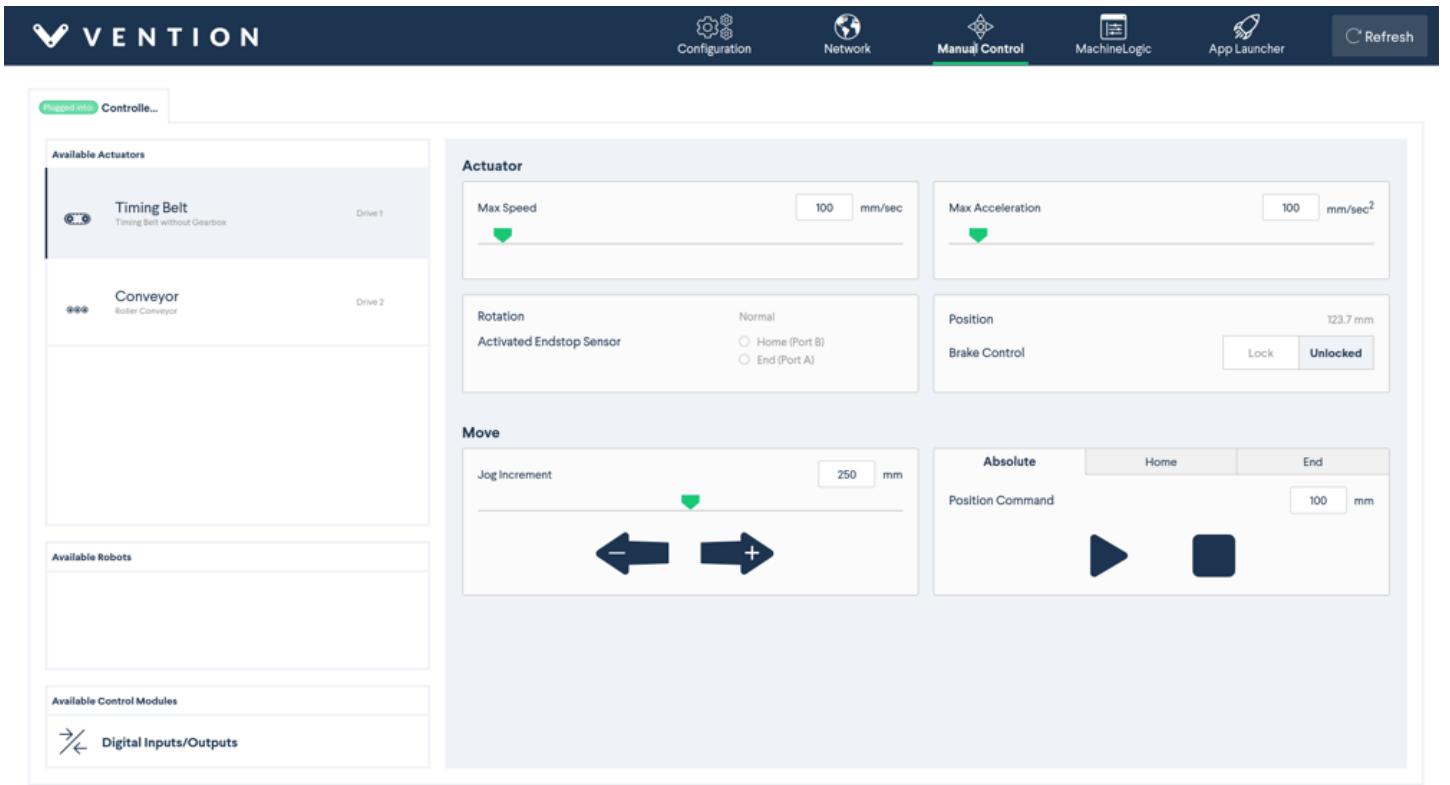 VENTION
Configuration
Network
Manual Control
MachineLogic
App Launcher
Refresh
Plugged into: Controlle...
Available Actuators
Timing Belt
Timing Belt without Gearbox
Drive 1
Conveyor
Roller Conveyor
Drive 2
Available Robots
Available Control Modules
Digital Inputs/Outputs
Actuator
Max Speed 100 mm/sec
Max Acceleration 100 mm/sec²
Rotation Normal
Activated Endstop Sensor Home (Port B)
End (Port A)
Position 123.7 mm
Brake Control Lock Unlocked
Move
Jog Increment 250 mm
− +
Absolute Home End
Position Command 100 mm